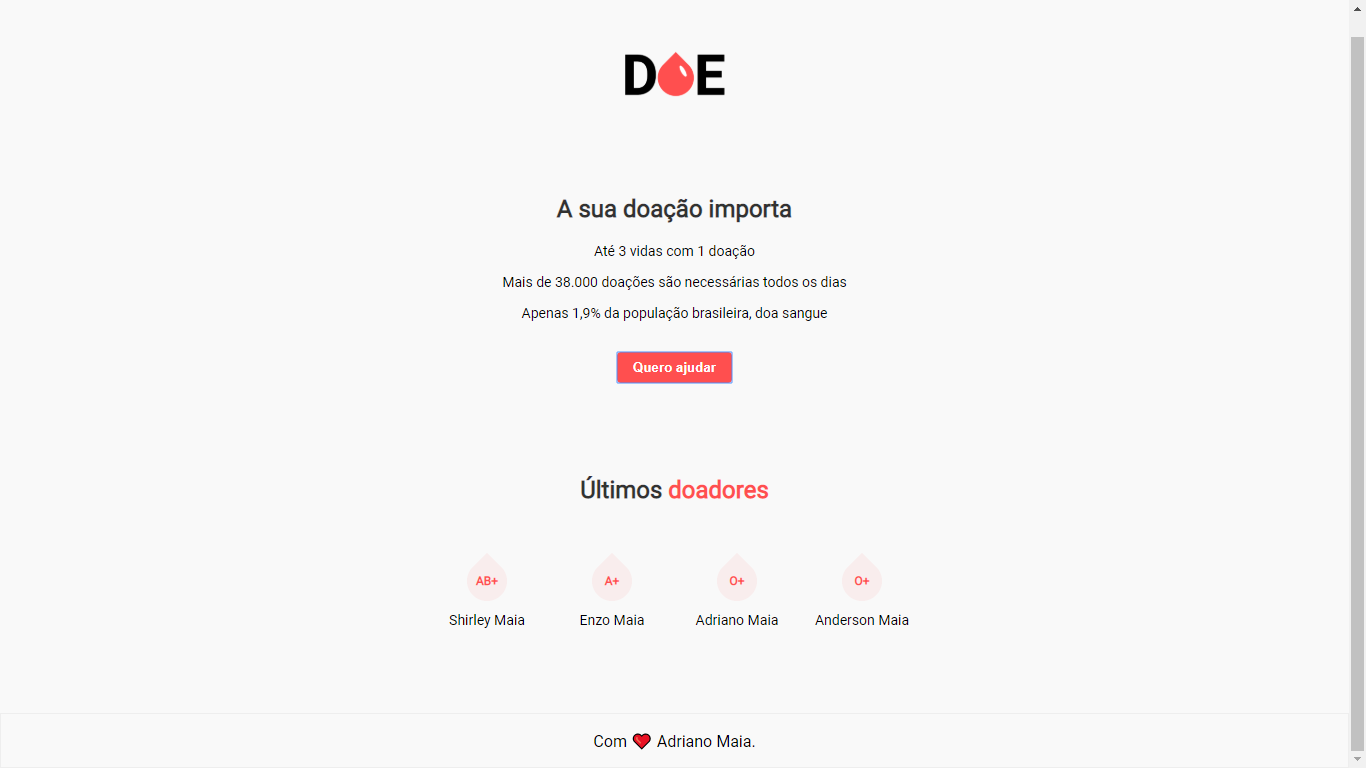 DOE
A sua doação importa
Até 3 vidas com 1 doação
Mais de 38.000 doações são necessárias todos os dias
Apenas 1,9% da população brasileira, doa sangue
Quero ajudar
Últimos doadores
AB+ A+ O+ O+
Shirley Maia Enzo Maia Adriano Maia Anderson Maia
Com ❤ Adriano Maia.